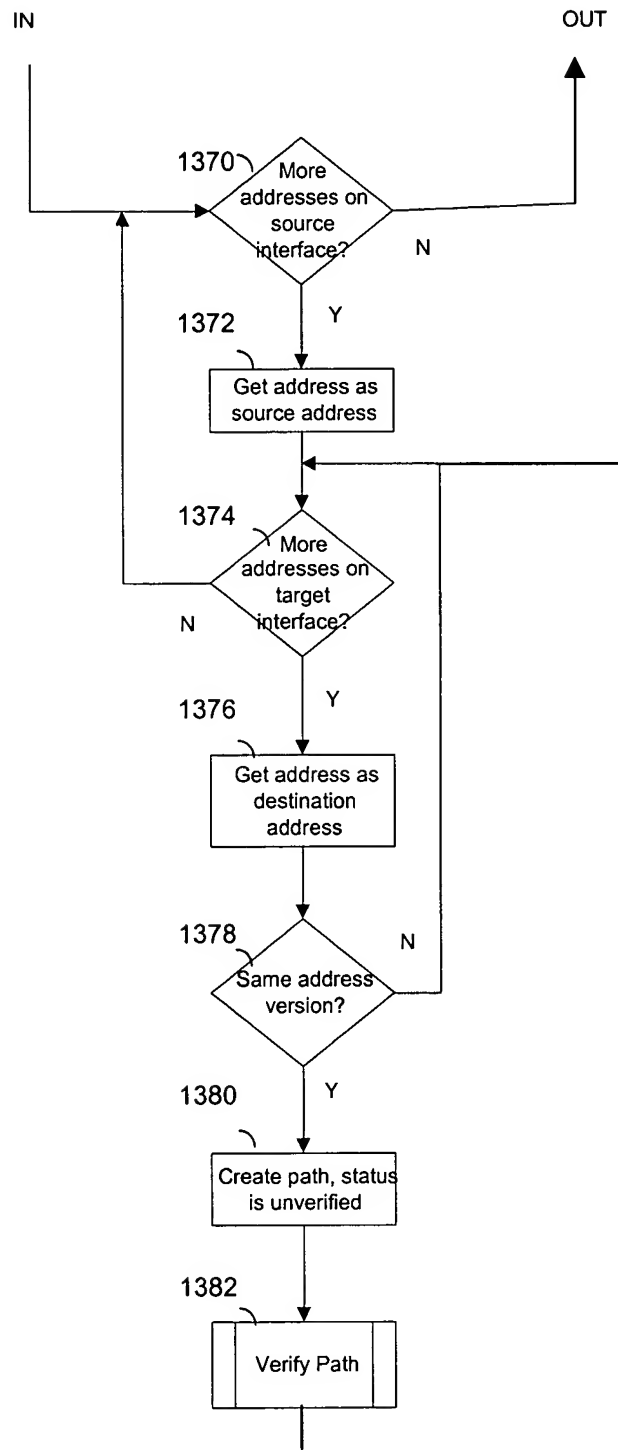 IN
OUT
1370
More
addresses on
source
interface?
N
Y
1372
Get address as
source address
1374
More
addresses on
target
interface?
N
Y
1376
Get address as
destination
address
1378
N
Same address
version?
Y
1380
Create path, status
is unverified
1382
Verify Path